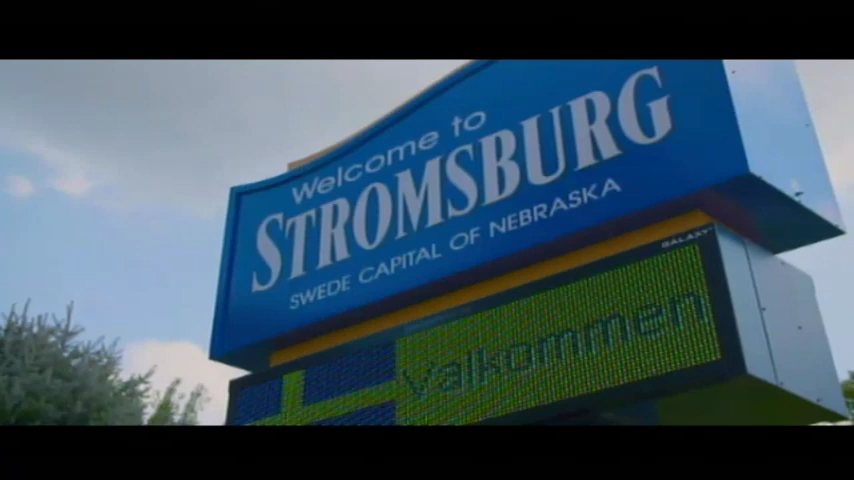 Welcome to
STROMSBURG
SWEDE CAPITAL OF NEBRASKA
GALAXY
Valkommen